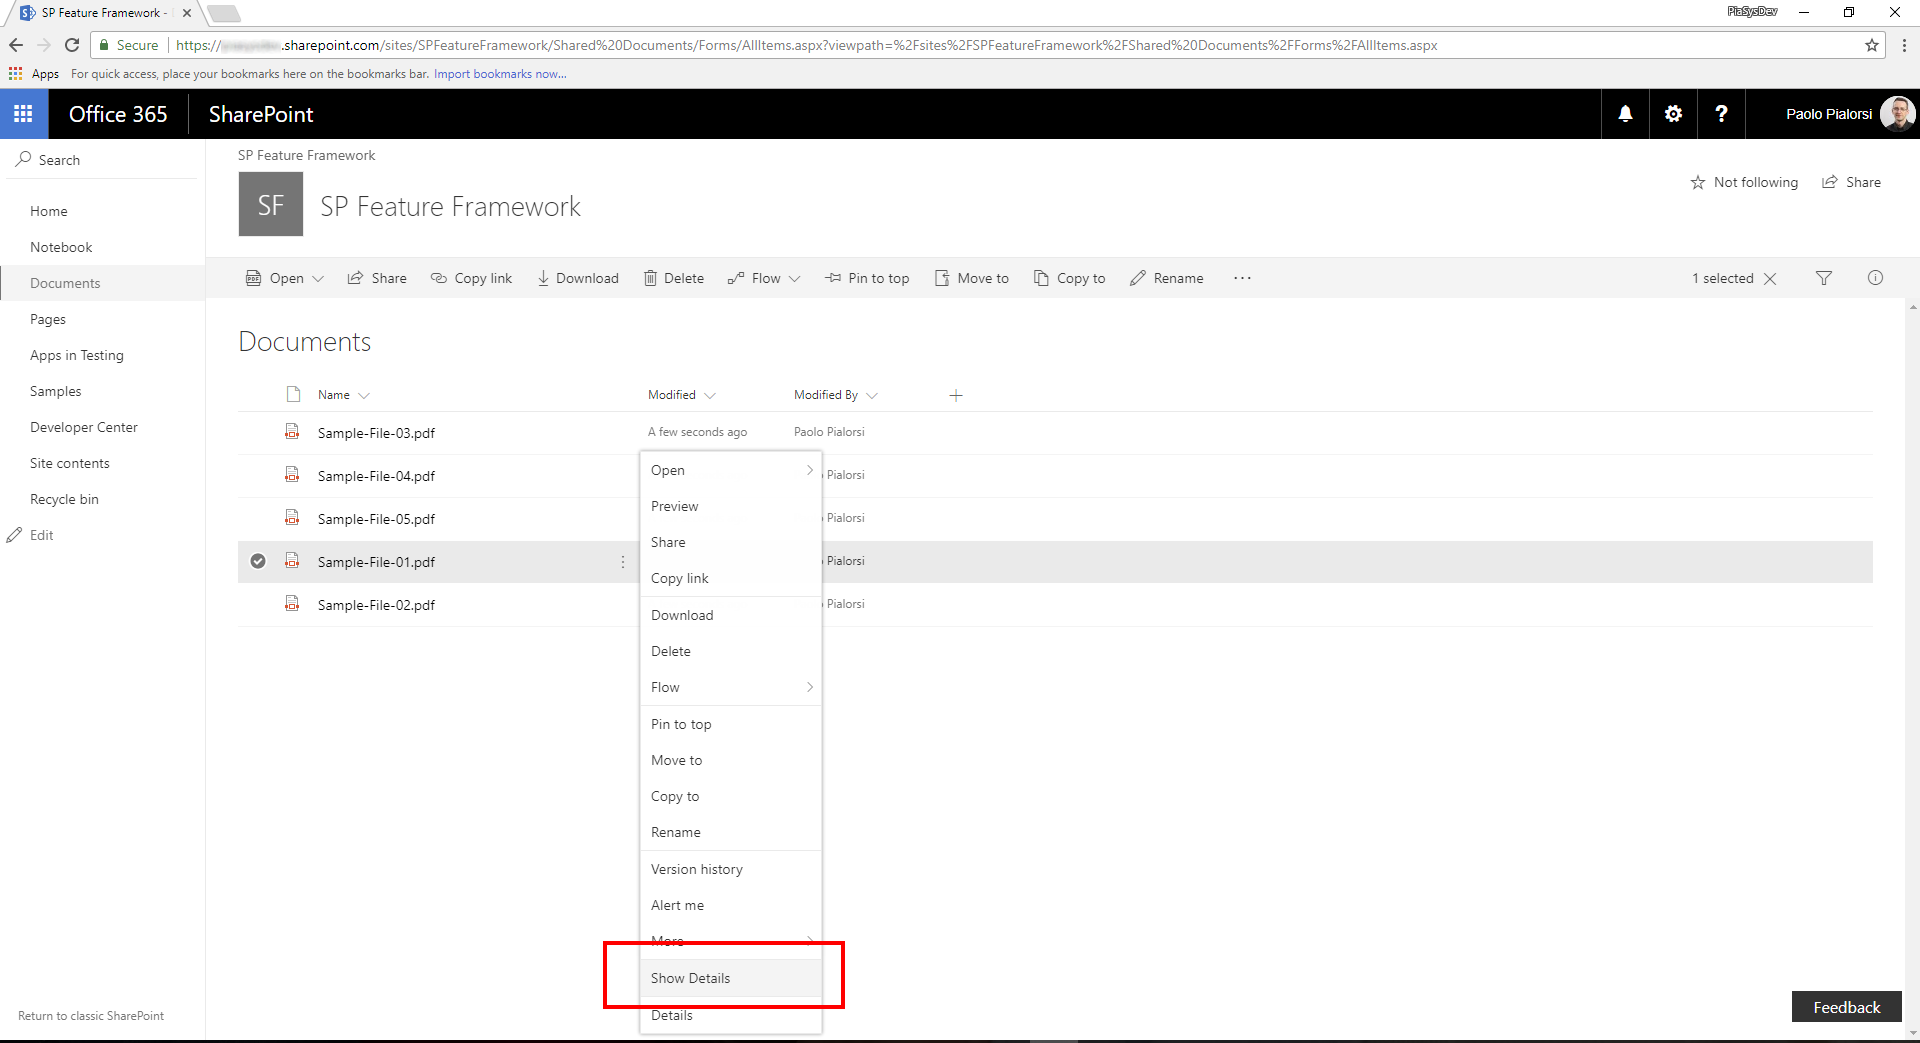 SP Feature Framework -
PiaSysDev
Secure
https://
.sharepoint.com/sites/SPFeatureFramework/Shared%20Documents/Forms/AllItems.aspx?viewpath=%2Fsites%2FSPFeatureFramework%2FShared%20Documents%2FForms%2FAllItems.aspx
Apps For quick access, place your bookmarks here on the bookmarks bar. Import bookmarks now...
Office 365
SharePoint
?
Paolo Pialorsi
Search
Home
Notebook
Documents
Pages
Apps in Testing
Samples
Developer Center
Site contents
Recycle bin
Edit
Return to classic SharePoint
SP Feature Framework
SF
SP Feature Framework
Not following
Share
Open
Share
Copy link
Download
Delete
Flow
Pin to top
Move to
Copy to
Rename
...
1 selected
Documents
Name
Modified
Modified By
Sample-File-03.pdf
A few seconds ago
Paolo Pialorsi
Sample-File-04.pdf
Pialorsi
Sample-File-05.pdf
Pialorsi
Sample-File-01.pdf
Pialorsi
Sample-File-02.pdf
Pialorsi
Open
Preview
Share
Copy link
Download
Delete
Flow
Pin to top
Move to
Copy to
Rename
Version history
Alert me
More
Show Details
Details
Feedback